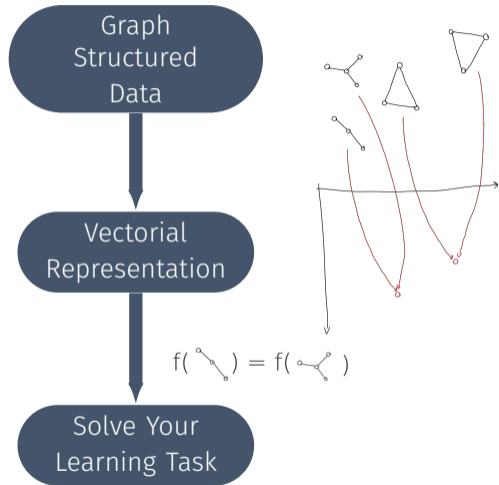 Graph
Structured
Data
Vectorial
Representation
f( ) = f( )
Solve Your
Learning Task